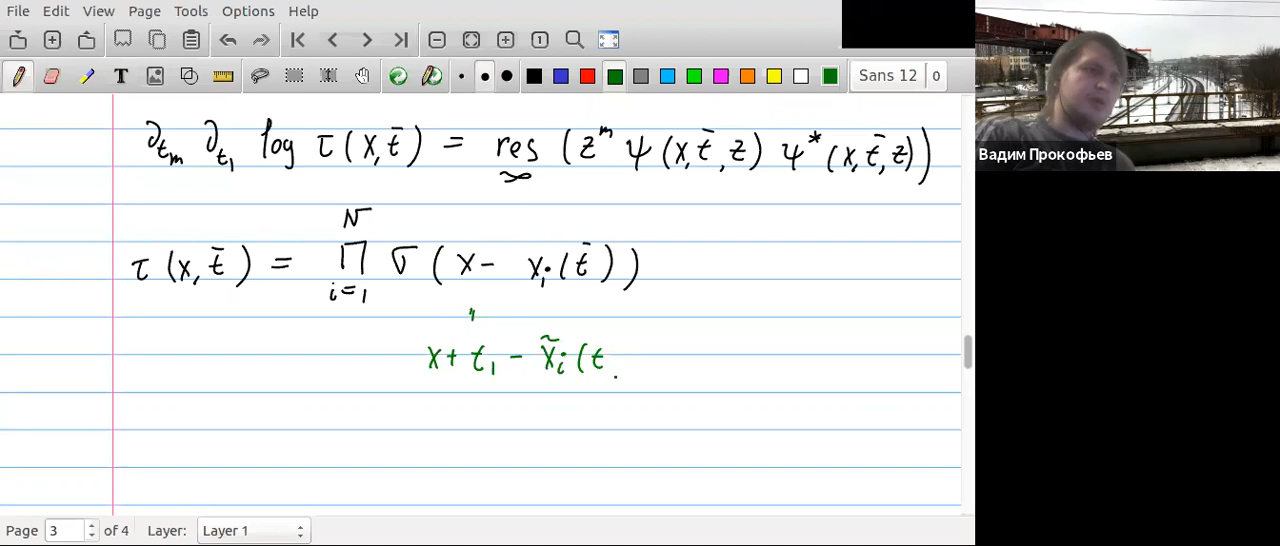 File Edit View Journal Tools Options Help
Sans 12 0
∂_{t_m} ∂_{t_1} log τ(x, t̄) = res_∞ (z^m ψ(x, t̄, z) ψ*(x, t̄, z))
Вадим Прокофьев
τ(x, t̄) = ∏_{i=1}^{N} σ(x - x_i(t̄))
"
x + t_1 - x̃_i(t
Page 3 of 4 Layer: Layer 1